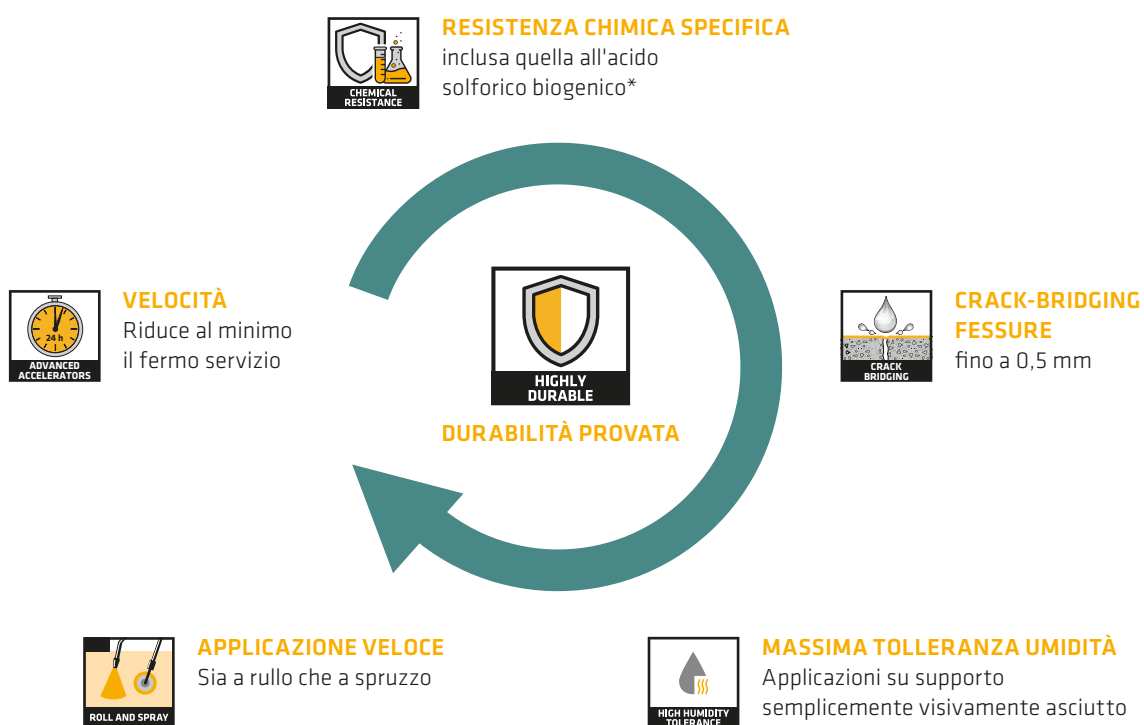 RESISTENZA CHIMICA SPECIFICA
inclusa quella all'acido
solforico biogenico*
CHEMICAL
RESISTANCE
VELOCITÀ
Riduce al minimo
il fermo servizio
24 h
ADVANCED
ACCELERATORS
HIGHLY
DURABLE
DURABILITÀ PROVATA
CRACK-BRIDGING
FESSURE
fino a 0,5 mm
CRACK
BRIDGING
APPLICAZIONE VELOCE
Sia a rullo che a spruzzo
ROLL AND SPRAY
MASSIMA TOLLERANZA UMIDITÀ
Applicazioni su supporto
semplicemente visivamente asciutto
HIGH HUMIDITY
TOLERANCE